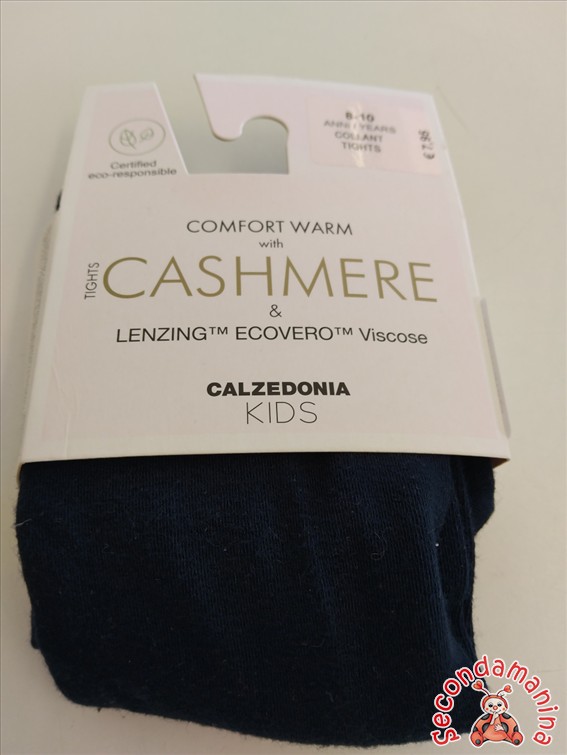 Certified
eco-responsible
8-10
ANNI YEARS
COLLANT
TIGHTS
COMFORT WARM
with
TIGHTS
CASHMERE
&
LENZING™ ECOVERO™ Viscose
CALZEDONIA
KIDS
secondamanina